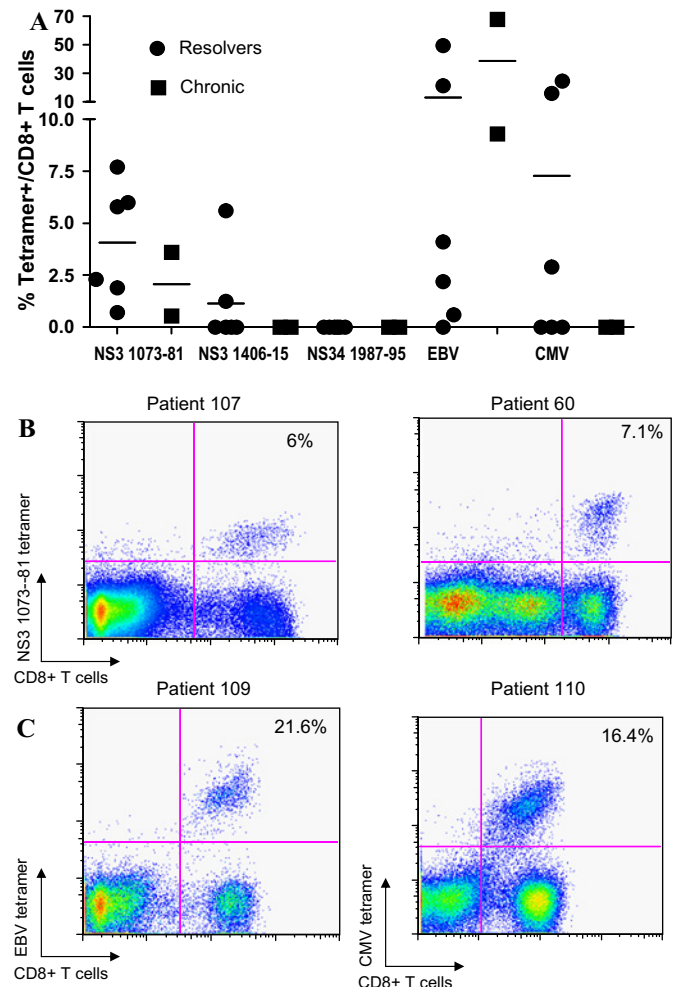 A
% Tetramer+/CD8+ T cells
70
50
30
10
10.0
7.5
5.0
2.5
0.0
Resolvers
Chronic
NS3 1073-81 NS3 1406-15 NS34 1987-95 EBV CMV
B
Patient 107
6%
NS3 1073--81 tetramer
CD8+ T cells
Patient 60
7.1%
C
Patient 109
21.6%
EBV tetramer
CD8+ T cells
Patient 110
16.4%
CMV tetramer
CD8+ T cells